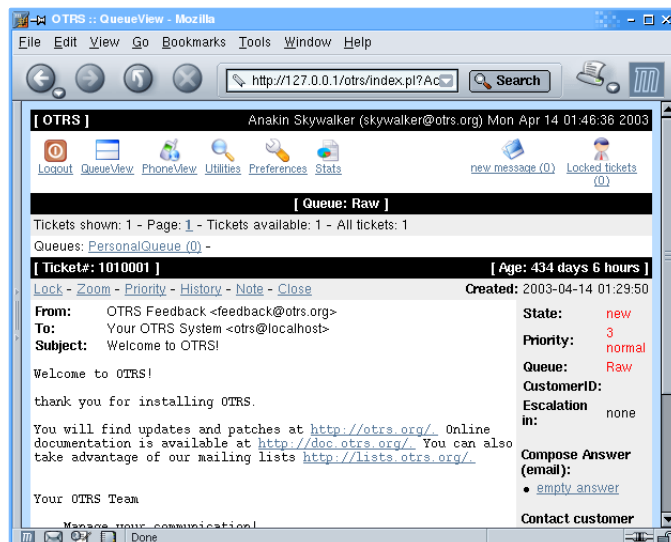 OTRS :: QueueView - Mozilla
File Edit View Go Bookmarks Tools Window Help
http://127.0.0.1/otrs/index.pl?Ac Search
[ OTRS ] Anakin Skywalker (skywalker@otrs.org) Mon Apr 14 01:46:36 2003
Logout QueueView PhoneView Utilities Preferences Stats new message (0) Locked tickets
(0)
[ Queue: Raw ]
Tickets shown: 1 - Page: 1 - Tickets available: 1 - All tickets: 1
Queues: PersonalQueue (0) -
[ Ticket#: 1010001 ] [ Age: 434 days 6 hours ]
Lock - Zoom - Priority - History - Note - Close Created: 2003-04-14 01:29:50
From: OTRS Feedback <feedback@otrs.org>
To: Your OTRS System <otrs@localhost>
Subject: Welcome to OTRS!
Welcome to OTRS!
thank you for installing OTRS.
You will find updates and patches at http://otrs.org/. Online
documentation is available at http://doc.otrs.org/. You can also
take advantage of our mailing lists http://lists.otrs.org/.
Your OTRS Team
Manage your communication!
State: new
Priority: 3
normal
Queue: Raw
CustomerID:
Escalation
in: none
Compose Answer
(email):
• empty answer
Contact customer
Done